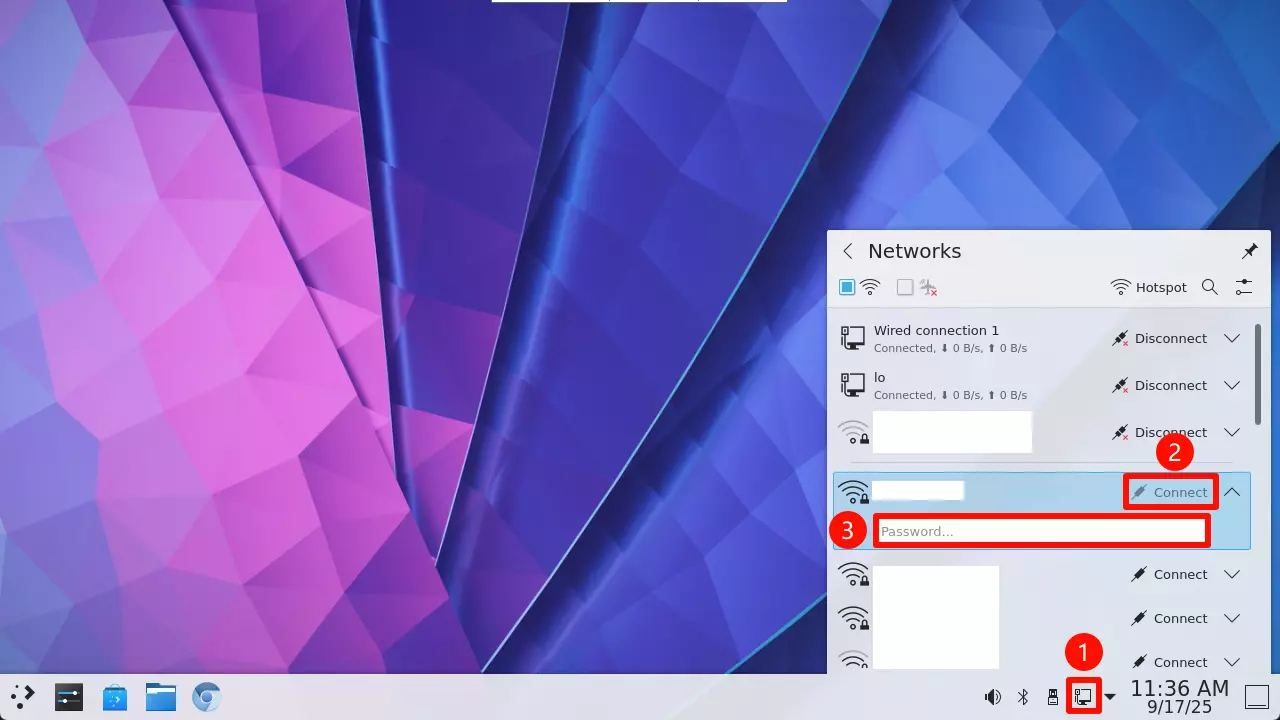 Networks
Hotspot
Wired connection 1
Disconnect
Connected, ⬇ 0 B/s, ⬆ 0 B/s
lo
Disconnect
Connected, ⬇ 0 B/s, ⬆ 0 B/s
Disconnect
2
Connect
3
Password...
Connect
Connect
1
Connect
11:36 AM
9/17/25